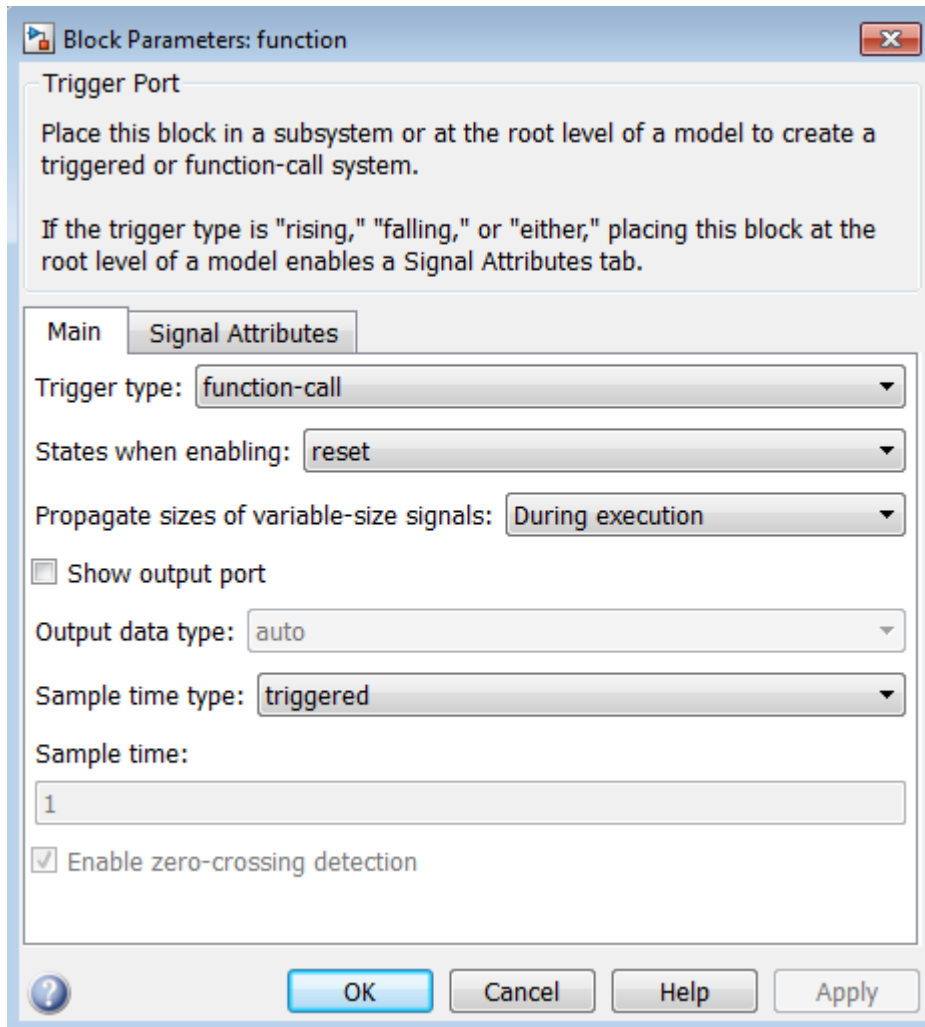 Block Parameters: function
Trigger Port
Place this block in a subsystem or at the root level of a model to create a
triggered or function-call system.
If the trigger type is "rising," "falling," or "either," placing this block at the
root level of a model enables a Signal Attributes tab.
Main Signal Attributes
Trigger type: function-call
States when enabling: reset
Propagate sizes of variable-size signals: During execution
Show output port
Output data type: auto
Sample time type: triggered
Sample time:
1
Enable zero-crossing detection
? OK Cancel Help Apply